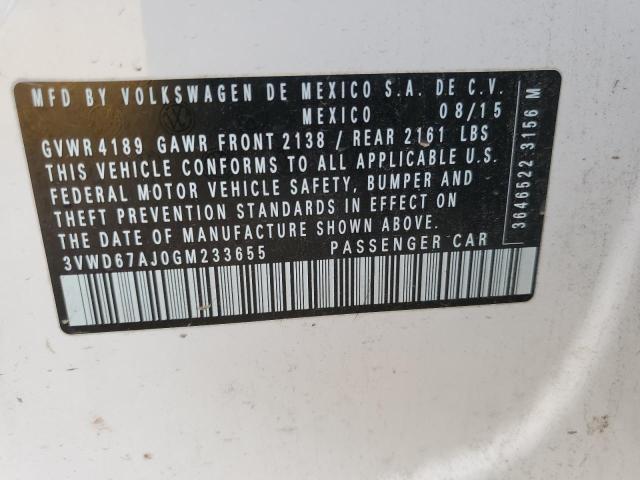 MFD BY VOLKSWAGEN DE MEXICO S.A. DE C.V.
MEXICO 08/15
GVWR 4189 GAWR FRONT 2138 / REAR 2161 LBS
THIS VEHICLE CONFORMS TO ALL APPLICABLE U.S.
FEDERAL MOTOR VEHICLE SAFETY, BUMPER AND
THEFT PREVENTION STANDARDS IN EFFECT ON
THE DATE OF MANUFACTURE SHOWN ABOVE.
3VWD67AJ0GM233655 PASSENGER CAR
3646522 3156 M